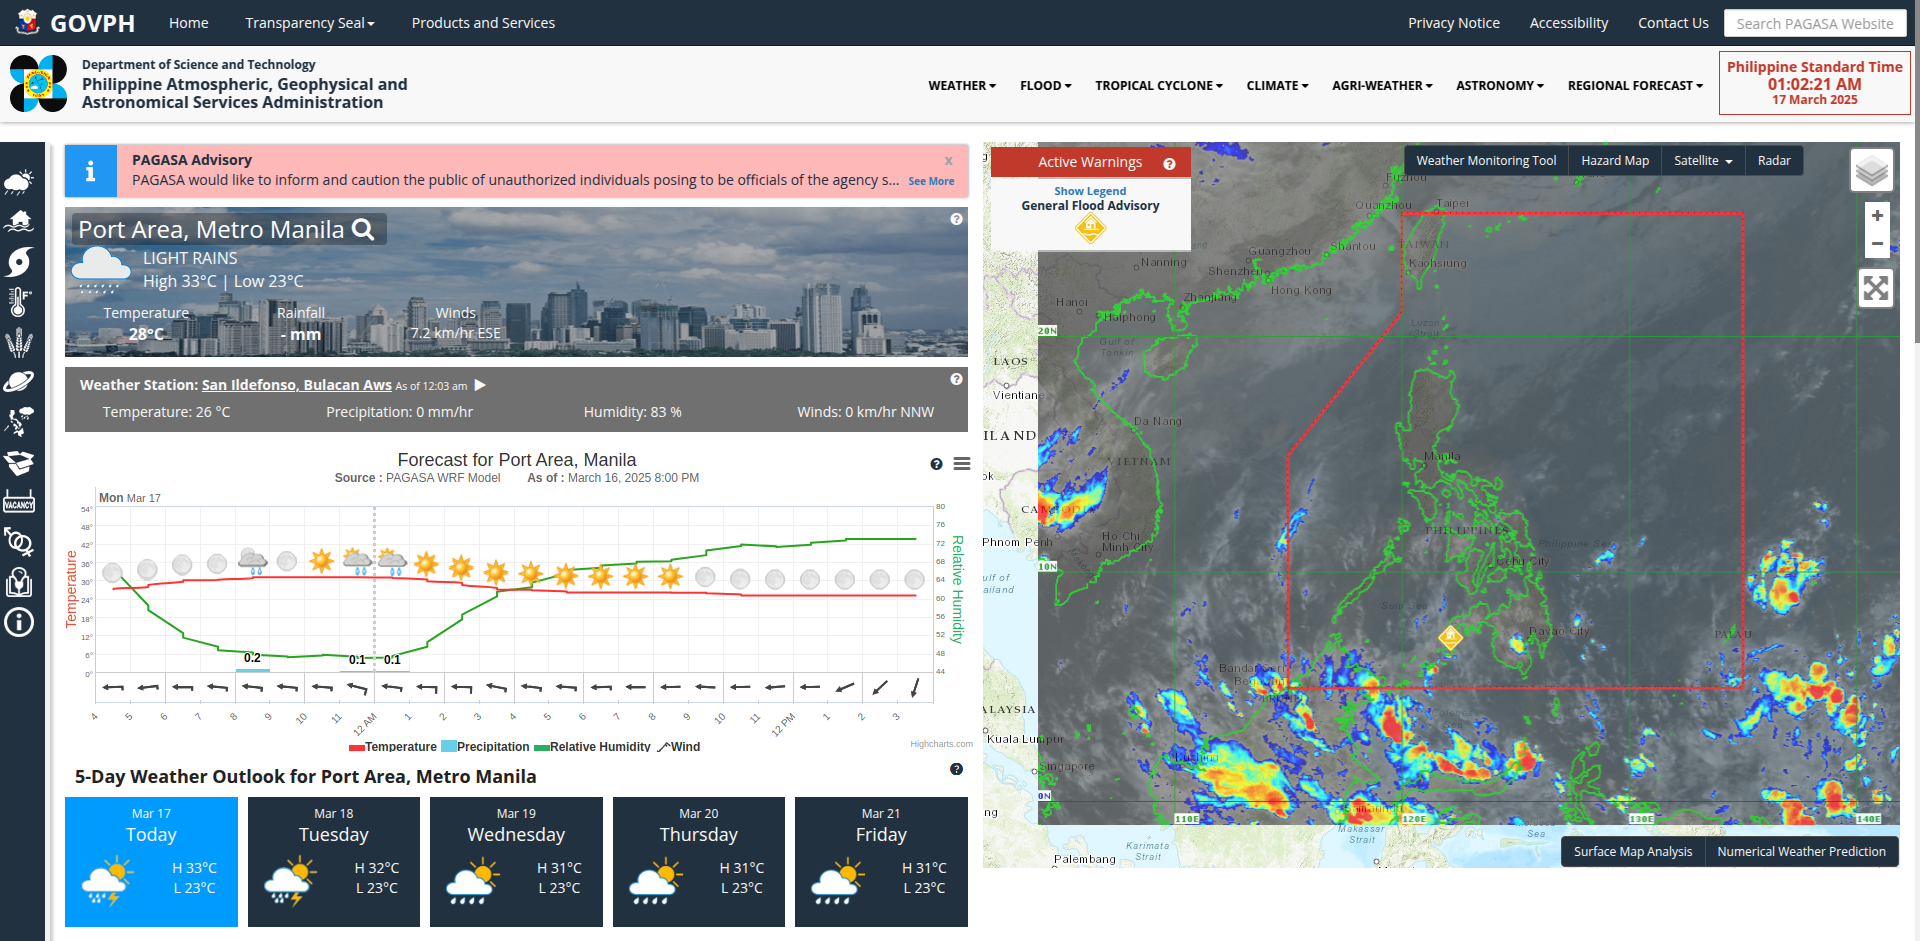 GOVPH
Home
Transparency Seal
Products and Services
Privacy Notice
Accessibility
Contact Us
Search PAGASA Website
Department of Science and Technology
Philippine Atmospheric, Geophysical and
Astronomical Services Administration
WEATHER
FLOOD
TROPICAL CYCLONE
CLIMATE
AGRI-WEATHER
ASTRONOMY
REGIONAL FORECAST
Philippine Standard Time
01:02:21 AM
17 March 2025
VACANCY
PAGASA Advisory
x
PAGASA would like to inform and caution the public of unauthorized individuals posing to be officials of the agency s... See More
Port Area, Metro Manila
LIGHT RAINS
High 33°C | Low 23°C
Temperature
Rainfall
Winds
28°C
- mm
7.2 km/hr ESE
Weather Station: San Ildefonso, Bulacan Aws As of 12:03 am
Temperature: 26 °C
Precipitation: 0 mm/hr
Humidity: 83 %
Winds: 0 km/hr NNW
Forecast for Port Area, Manila
Source : PAGASA WRF Model As of : March 16, 2025 8:00 PM
Mon Mar 17
Temperature
54°
48°
42°
36°
30°
24°
18°
12°
6°
0°
80
76
72
68
64
60
56
52
48
44
Relative Humidity
0.2
0.1
0.1
4 5 6 7 8 9 10 11 12 AM 1 2 3 4 5 6 7 8 9 10 11 12 PM 1 2 3
Temperature Precipitation Relative Humidity Wind
Highcharts.com
5-Day Weather Outlook for Port Area, Metro Manila
Mar 17
Today
H 33°C
L 23°C
Mar 18
Tuesday
H 32°C
L 23°C
Mar 19
Wednesday
H 31°C
L 23°C
Mar 20
Thursday
H 31°C
L 23°C
Mar 21
Friday
H 31°C
L 23°C
Active Warnings
Show Legend
General Flood Advisory
Weather Monitoring Tool
Hazard Map
Satellite
Radar
+
−
Fuzhou
Quanzhou
Taipei
TAIWAN
Kaohsiung
Guangzhou
Shantou
Shenzhen
Hong Kong
Nanning
Zhanjiang
Hanoi
Haiphong
Gulf of
Tonkin
Luzon
Strait
20N
LAOS
Vientiane
Da Nang
VIETNAM
ILAND
CAMBODIA
Phnom Penh
Ho Chi
Minh City
10N
Manila
PHILIPPINES
Philippine Sea
Cebu City
Sulu Sea
Davao City
PALAU
Bandar Seri
ALAYSIA
Kuala Lumpur
Singapore
Kuching
0N
110E
120E
130E
140E
Makassar
Strait
Karimata
Strait
Palembang
Sea
Surface Map Analysis
Numerical Weather Prediction